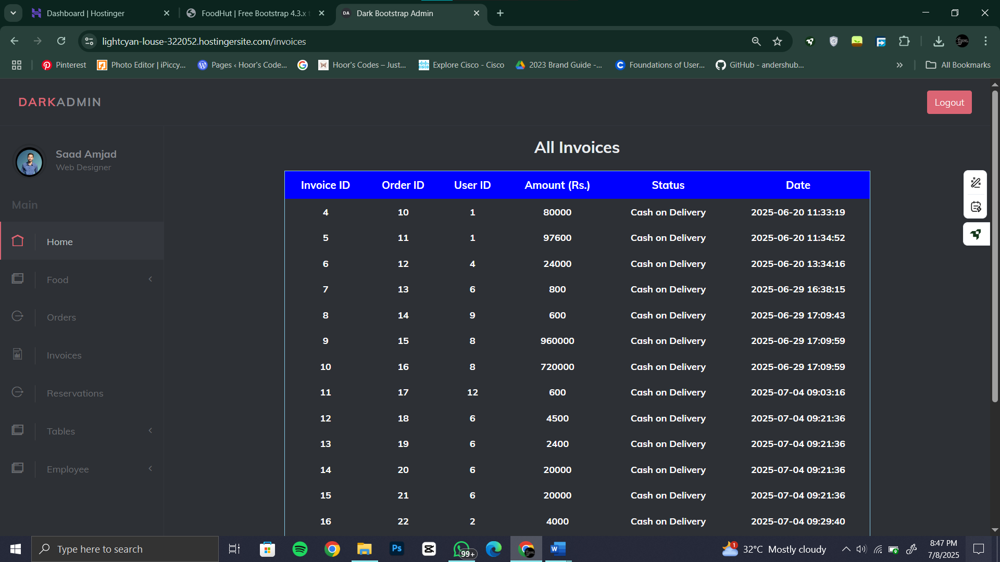 Dashboard | Hostinger
FoodHut | Free Bootstrap 4.3.x t
DA Dark Bootstrap Admin
lightcyan-louse-322052.hostingersite.com/invoices
Pinterest
Photo Editor | iPiccy...
Pages ‹ Hoor's Code...
Hoor's Codes – Just...
Explore Cisco - Cisco
2023 Brand Guide -...
Foundations of User...
GitHub - andershub...
All Bookmarks
DARKADMIN
Logout
Saad Amjad
Web Designer
Main
Home
Food
Orders
Invoices
Reservations
Tables
Employee
All Invoices
Invoice ID Order ID User ID Amount (Rs.) Status Date
4 10 1 80000 Cash on Delivery 2025-06-20 11:33:19
5 11 1 97600 Cash on Delivery 2025-06-20 11:34:52
6 12 4 24000 Cash on Delivery 2025-06-20 13:34:16
7 13 6 800 Cash on Delivery 2025-06-29 16:38:15
8 14 9 600 Cash on Delivery 2025-06-29 17:09:43
9 15 8 960000 Cash on Delivery 2025-06-29 17:09:59
10 16 8 720000 Cash on Delivery 2025-06-29 17:09:59
11 17 12 600 Cash on Delivery 2025-07-04 09:03:16
12 18 6 4500 Cash on Delivery 2025-07-04 09:21:36
13 19 6 2400 Cash on Delivery 2025-07-04 09:21:36
14 20 6 20000 Cash on Delivery 2025-07-04 09:21:36
15 21 6 20000 Cash on Delivery 2025-07-04 09:21:36
16 22 2 4000 Cash on Delivery 2025-07-04 09:29:40
Type here to search
Ps
99+
W
1
32°C Mostly cloudy
8:47 PM
7/8/2025